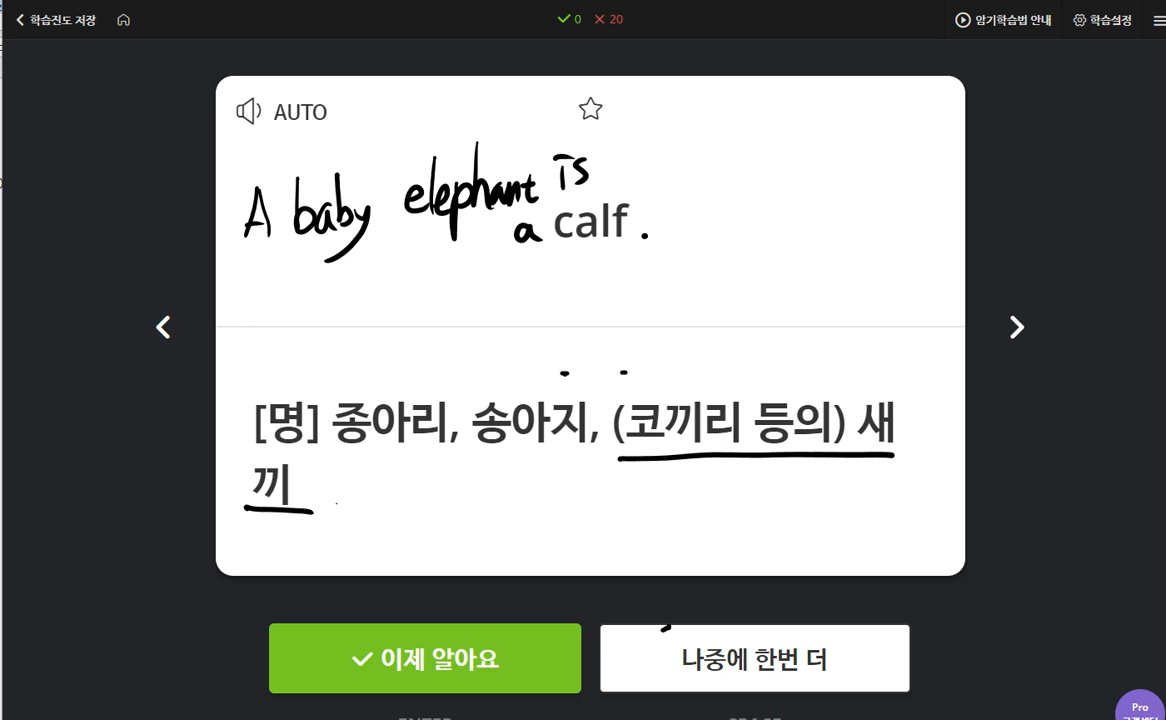 학습진도 저장 0 20 암기학습법 안내 학습설정
AUTO
A baby elephant is
a calf .
[명] 종아리, 송아지, (코끼리 등의) 새
끼
이제 알아요 나중에 한번 더
Pro